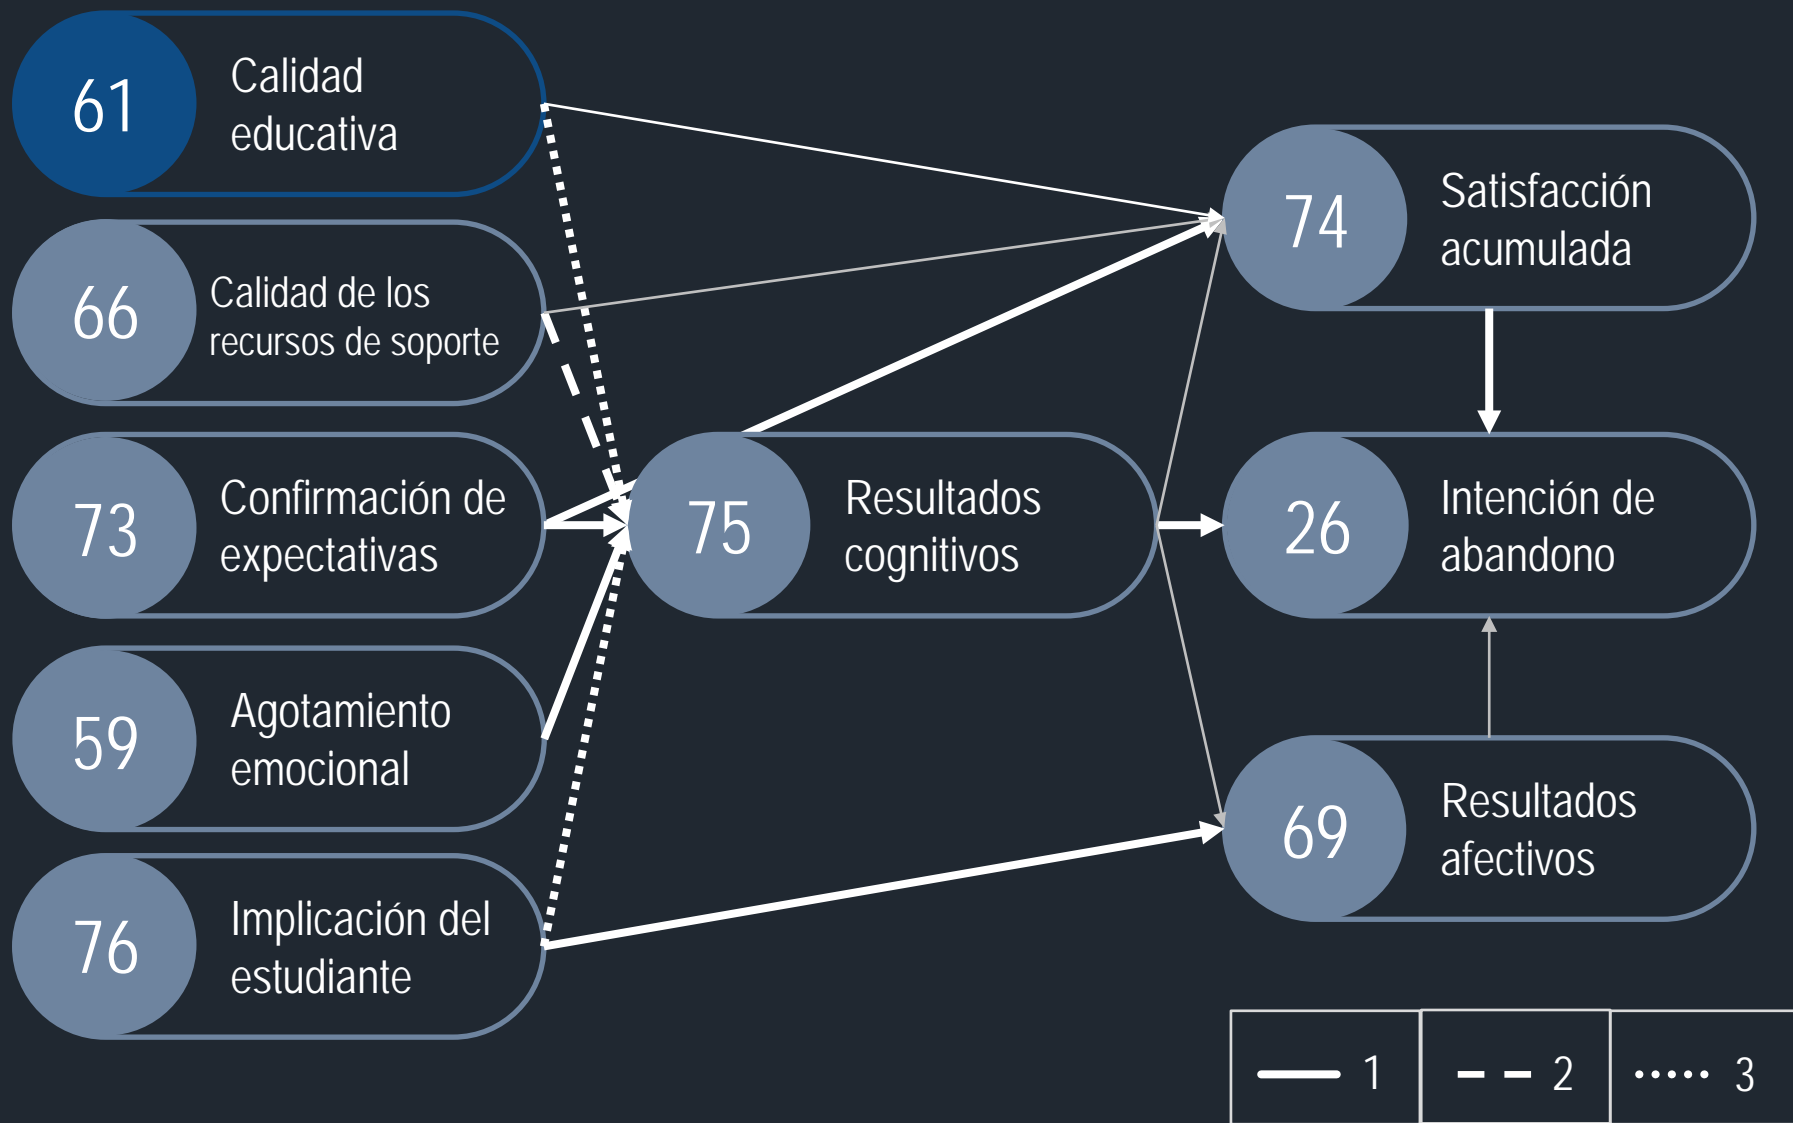 61
Calidad
educativa
66
Calidad de los
recursos de soporte
73
Confirmación de
expectativas
59
Agotamiento
emocional
76
Implicación del
estudiante
75
Resultados
cognitivos
74
Satisfacción
acumulada
26
Intención de
abandono
69
Resultados
afectivos
1
2
3